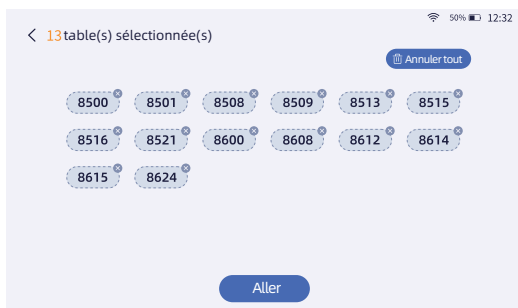 50% 12:32
13 table(s) sélectionnée(s)
Annuler tout
8500 8501 8508 8509 8513 8515
8516 8521 8600 8608 8612 8614
8615 8624
Aller